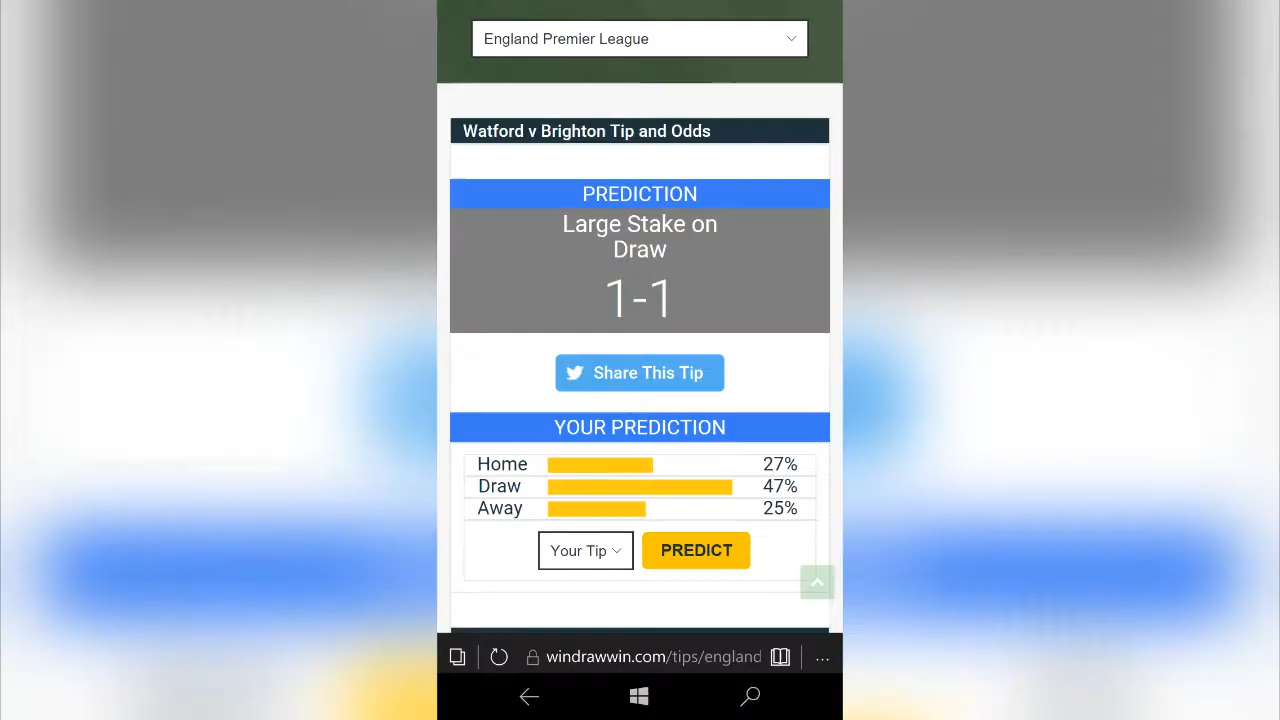 England Premier League
Watford v Brighton Tip and Odds
PREDICTION
Large Stake on
Draw
1-1
Share This Tip
YOUR PREDICTION
Home 27%
Draw 47%
Away 25%
Your Tip PREDICT
windrawwin.com/tips/england